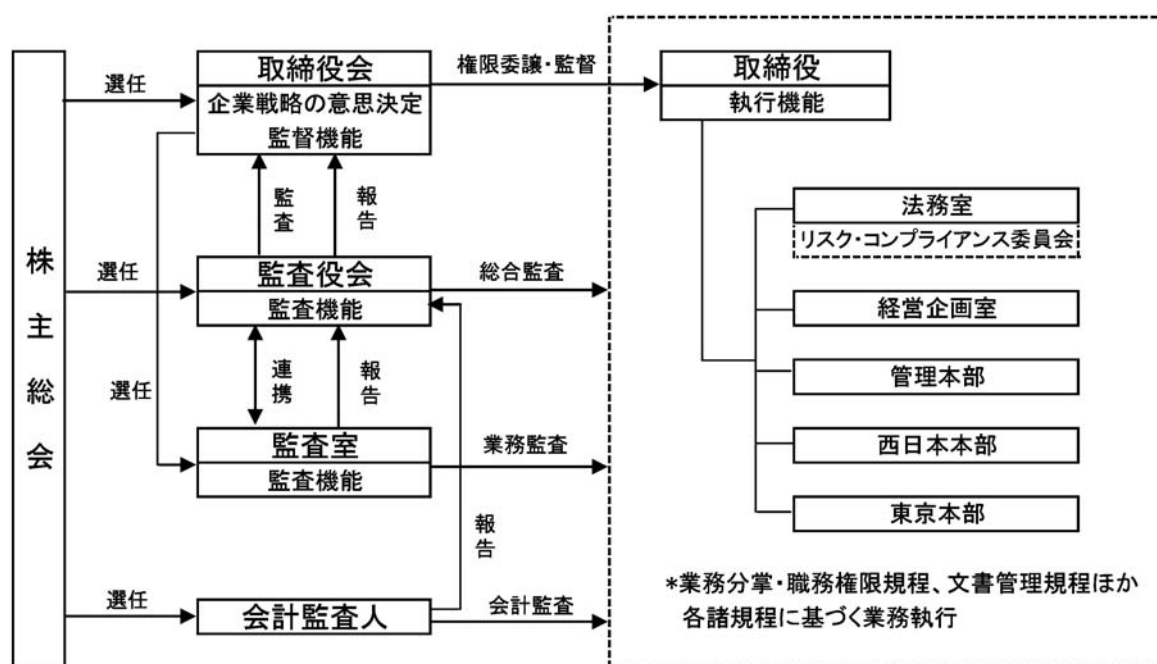 株主総会
選任
取締役会
企業戦略の意思決定
監督機能
権限委譲・監督
取締役
執行機能
監査
報告
法務室
リスク・コンプライアンス委員会
選任
監査役会
監査機能
総合監査
経営企画室
選任
連携
報告
管理本部
監査室
監査機能
業務監査
西日本本部
報告
東京本部
選任
会計監査人
会計監査
*業務分掌・職務権限規程、文書管理規程ほか
各諸規程に基づく業務執行